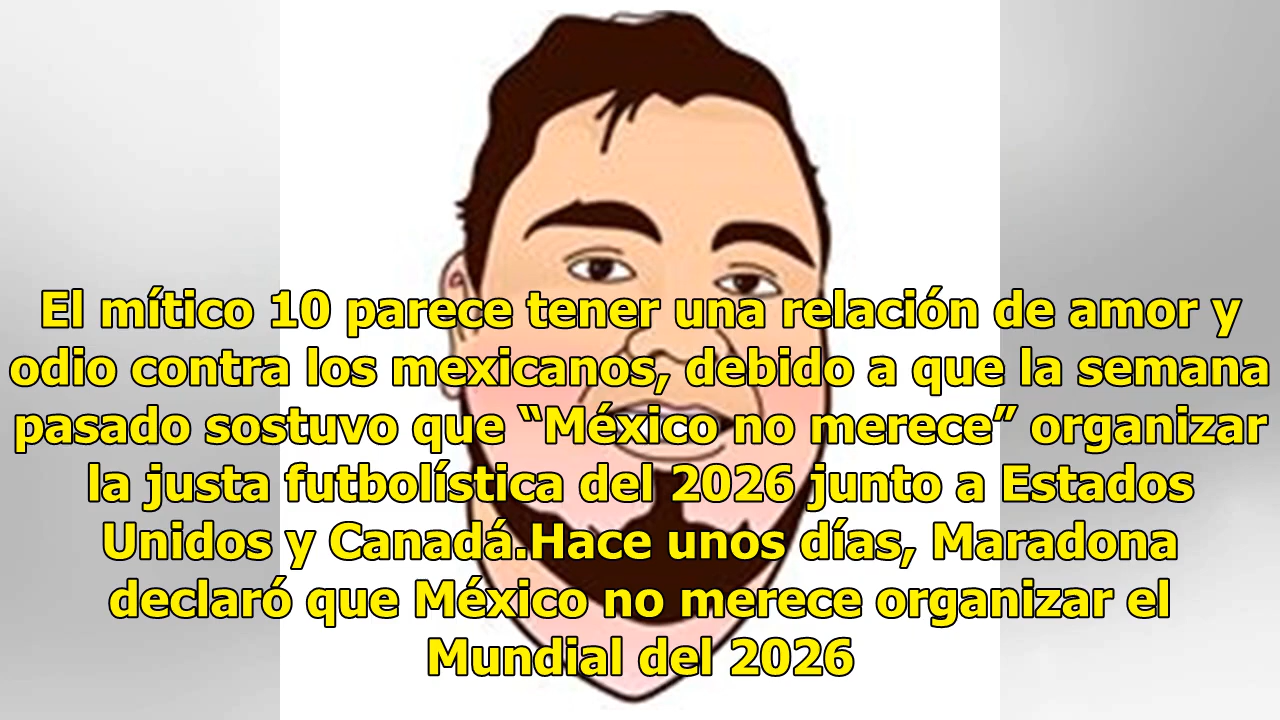 El mítico 10 parece tener una relación de amor y
odio contra los mexicanos, debido a que la semana
pasado sostuvo que “México no merece” organizar
la justa futbolística del 2026 junto a Estados
Unidos y Canadá.Hace unos días, Maradona
declaró que México no merece organizar el
Mundial del 2026